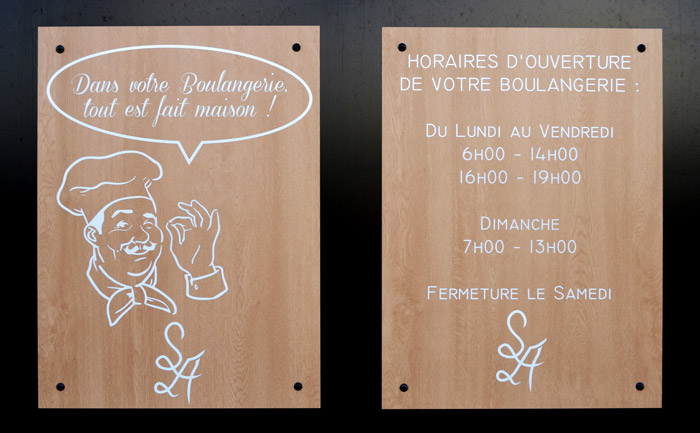 Dans votre Boulangerie,
tout est fait maison !
SA
HORAIRES D'OUVERTURE
DE VOTRE BOULANGERIE :
DU LUNDI AU VENDREDI
6H00 - 14H00
16H00 - 19H00
DIMANCHE
7H00 - 13H00
FERMETURE LE SAMEDI
SA